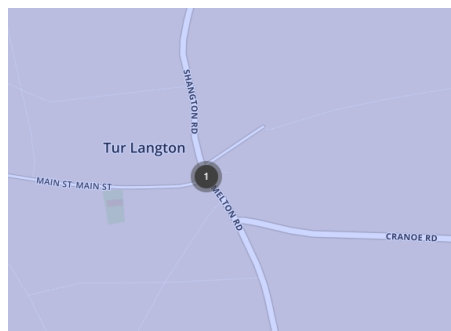 SHANGTON RD
Tur Langton
1
MAIN ST MAIN ST
MELTON RD
CRANOE RD